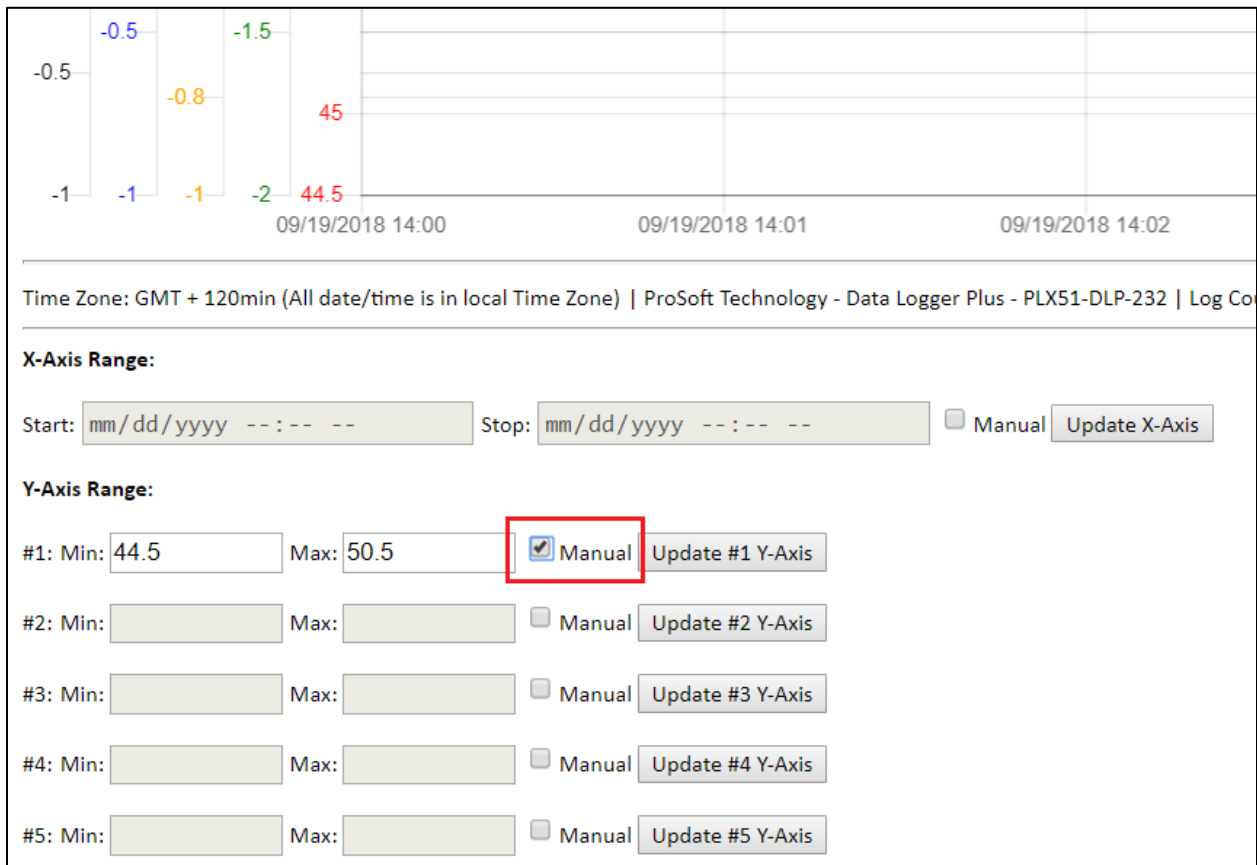 -0.5 -1.5
-0.5
-0.8
45
-1 -1 -1 -2 44.5
09/19/2018 14:00 09/19/2018 14:01 09/19/2018 14:02
Time Zone: GMT + 120min (All date/time is in local Time Zone) | ProSoft Technology - Data Logger Plus - PLX51-DLP-232 | Log Cou
X-Axis Range:
Start: mm/dd/yyyy --:-- -- Stop: mm/dd/yyyy --:-- -- Manual Update X-Axis
Y-Axis Range:
#1: Min: 44.5 Max: 50.5 Manual Update #1 Y-Axis
#2: Min: Max: Manual Update #2 Y-Axis
#3: Min: Max: Manual Update #3 Y-Axis
#4: Min: Max: Manual Update #4 Y-Axis
#5: Min: Max: Manual Update #5 Y-Axis